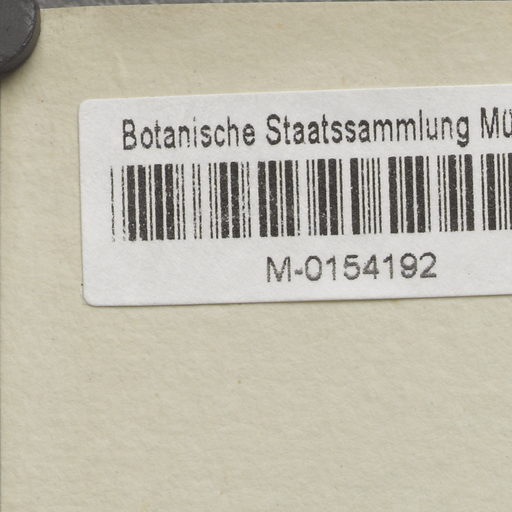 Botanische Staatssammlung Mü
M-0154192